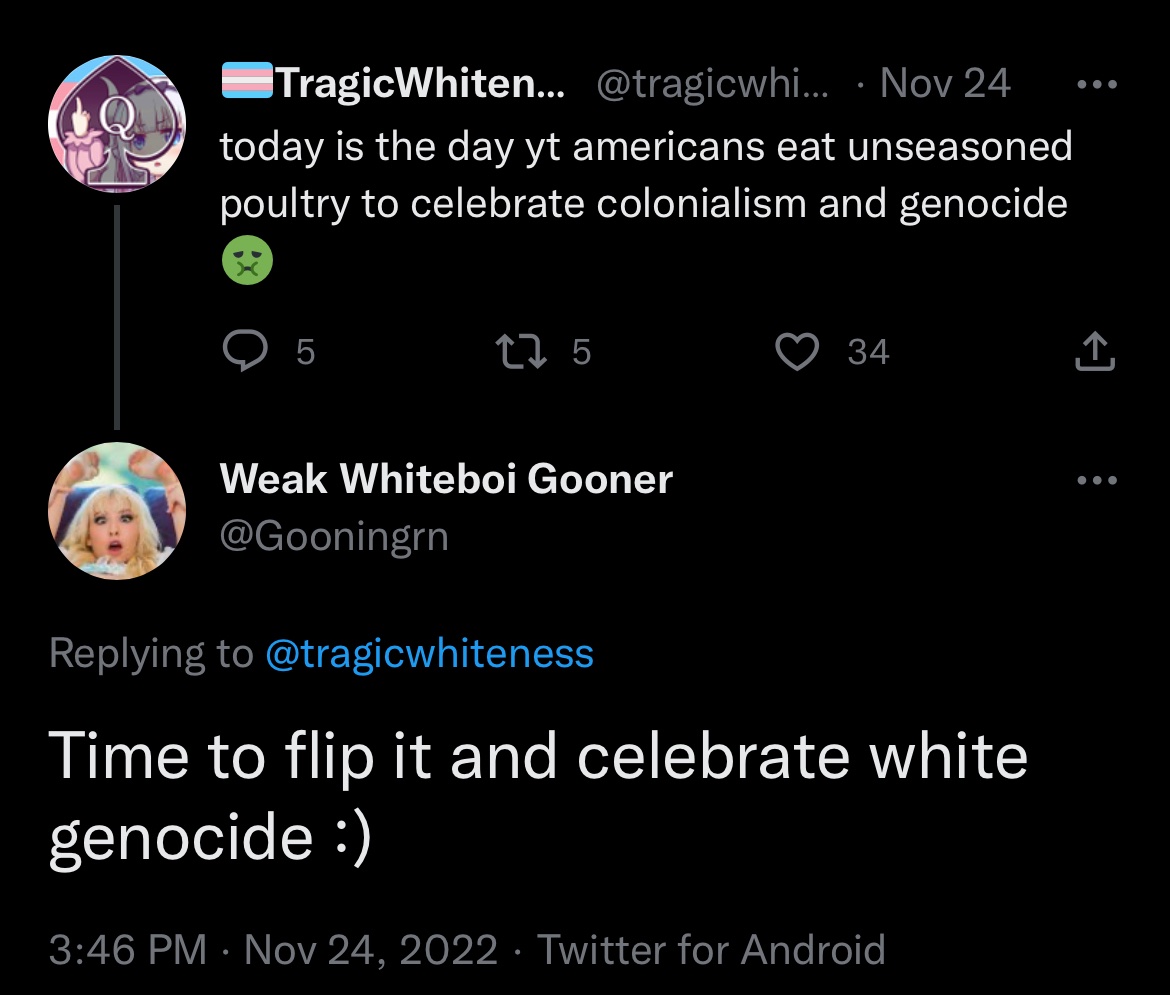 TragicWhiten... @tragicwhi... · Nov 24
today is the day yt americans eat unseasoned
poultry to celebrate colonialism and genocide
🤢
5 5 34
Q
Weak Whiteboi Gooner
@Gooningrn
Replying to @tragicwhiteness
Time to flip it and celebrate white
genocide :)
3:46 PM · Nov 24, 2022 · Twitter for Android